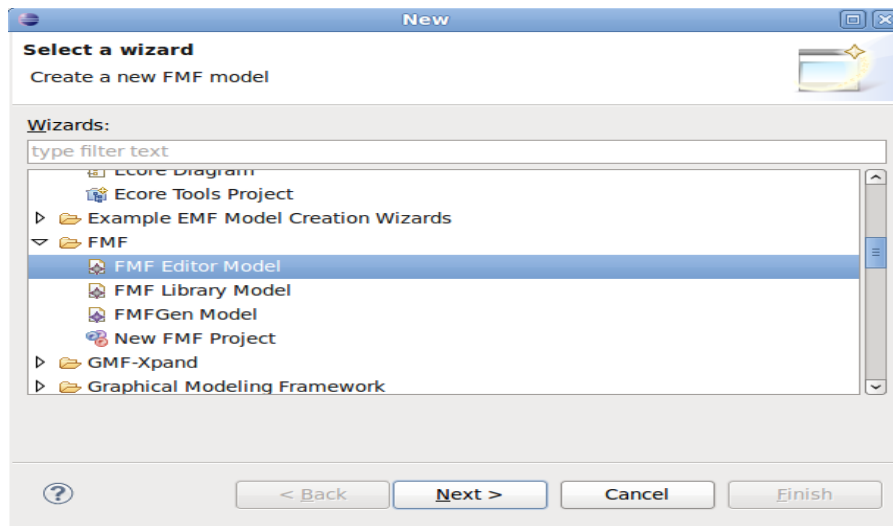 New
Select a wizard
Create a new FMF model
Wizards:
type filter text
Ecore Diagram
Ecore Tools Project
Example EMF Model Creation Wizards
FMF
FMF Editor Model
FMF Library Model
FMFGen Model
New FMF Project
GMF-Xpand
Graphical Modeling Framework
? < Back Next > Cancel Finish